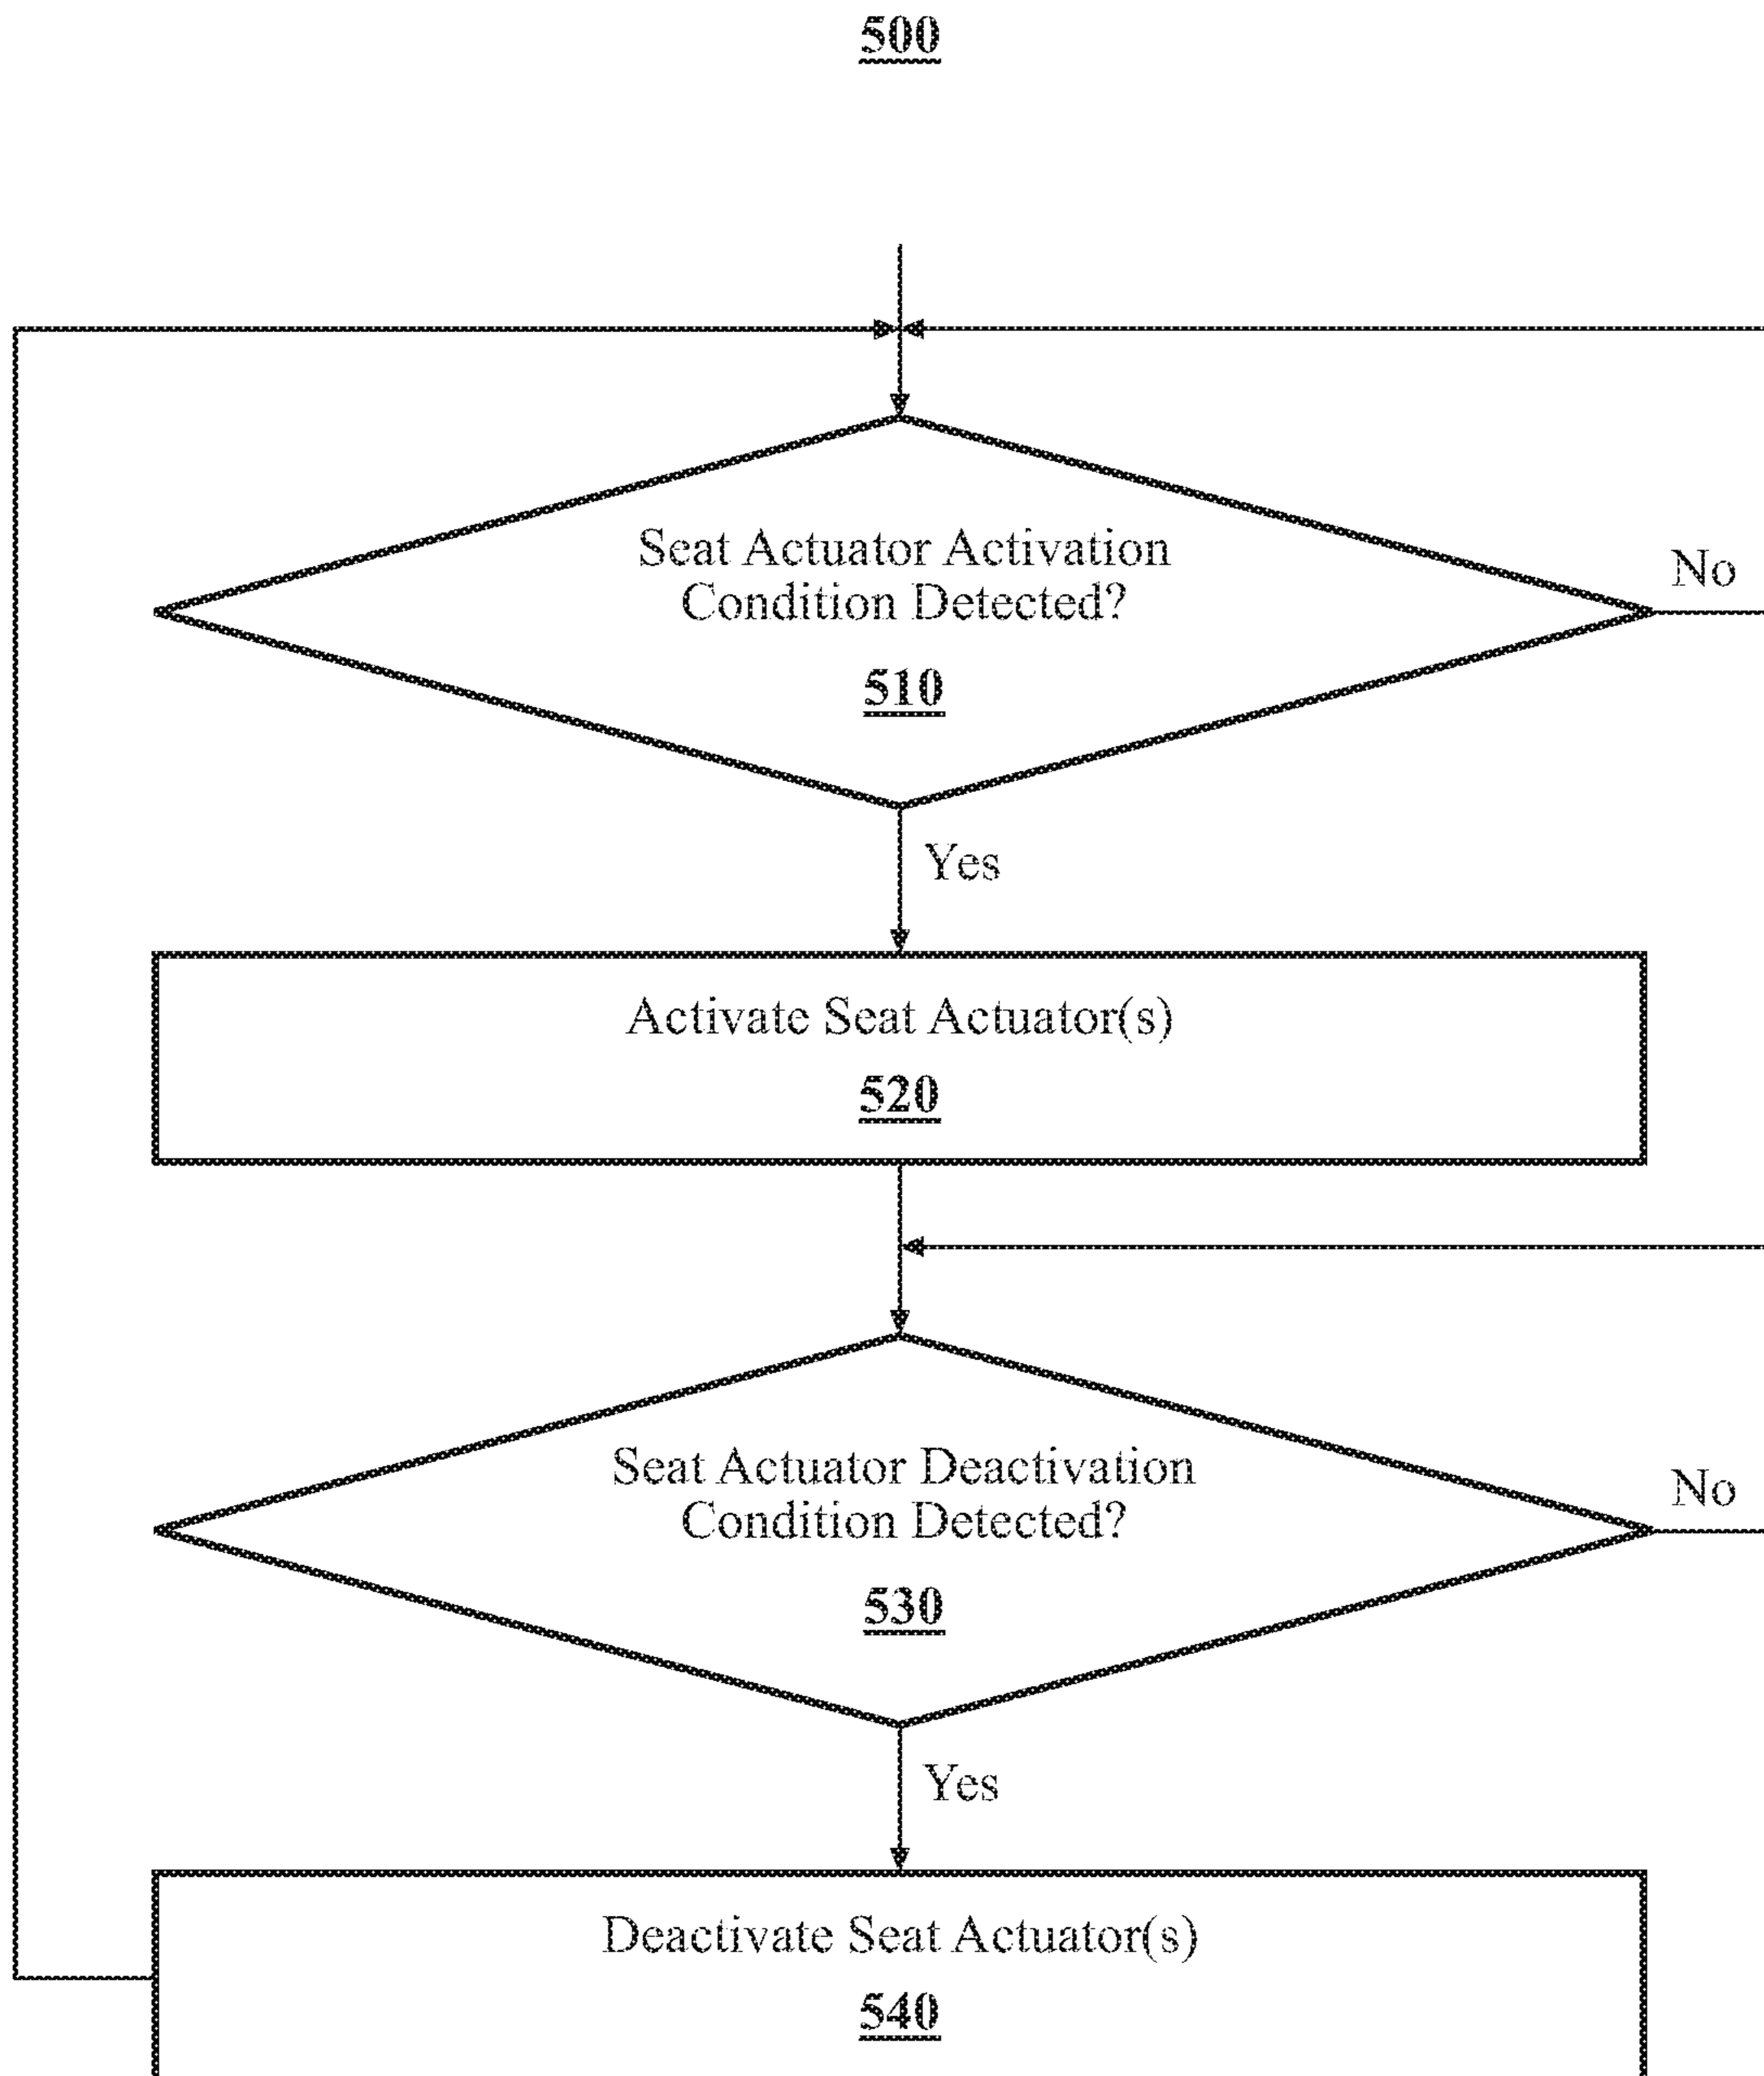 500
Seat Actuator Activation
Condition Detected?
No
510
Yes
Activate Seat Actuator(s)
520
Seat Actuator Deactivation
Condition Detected?
No
530
Yes
Deactivate Seat Actuator(s)
540